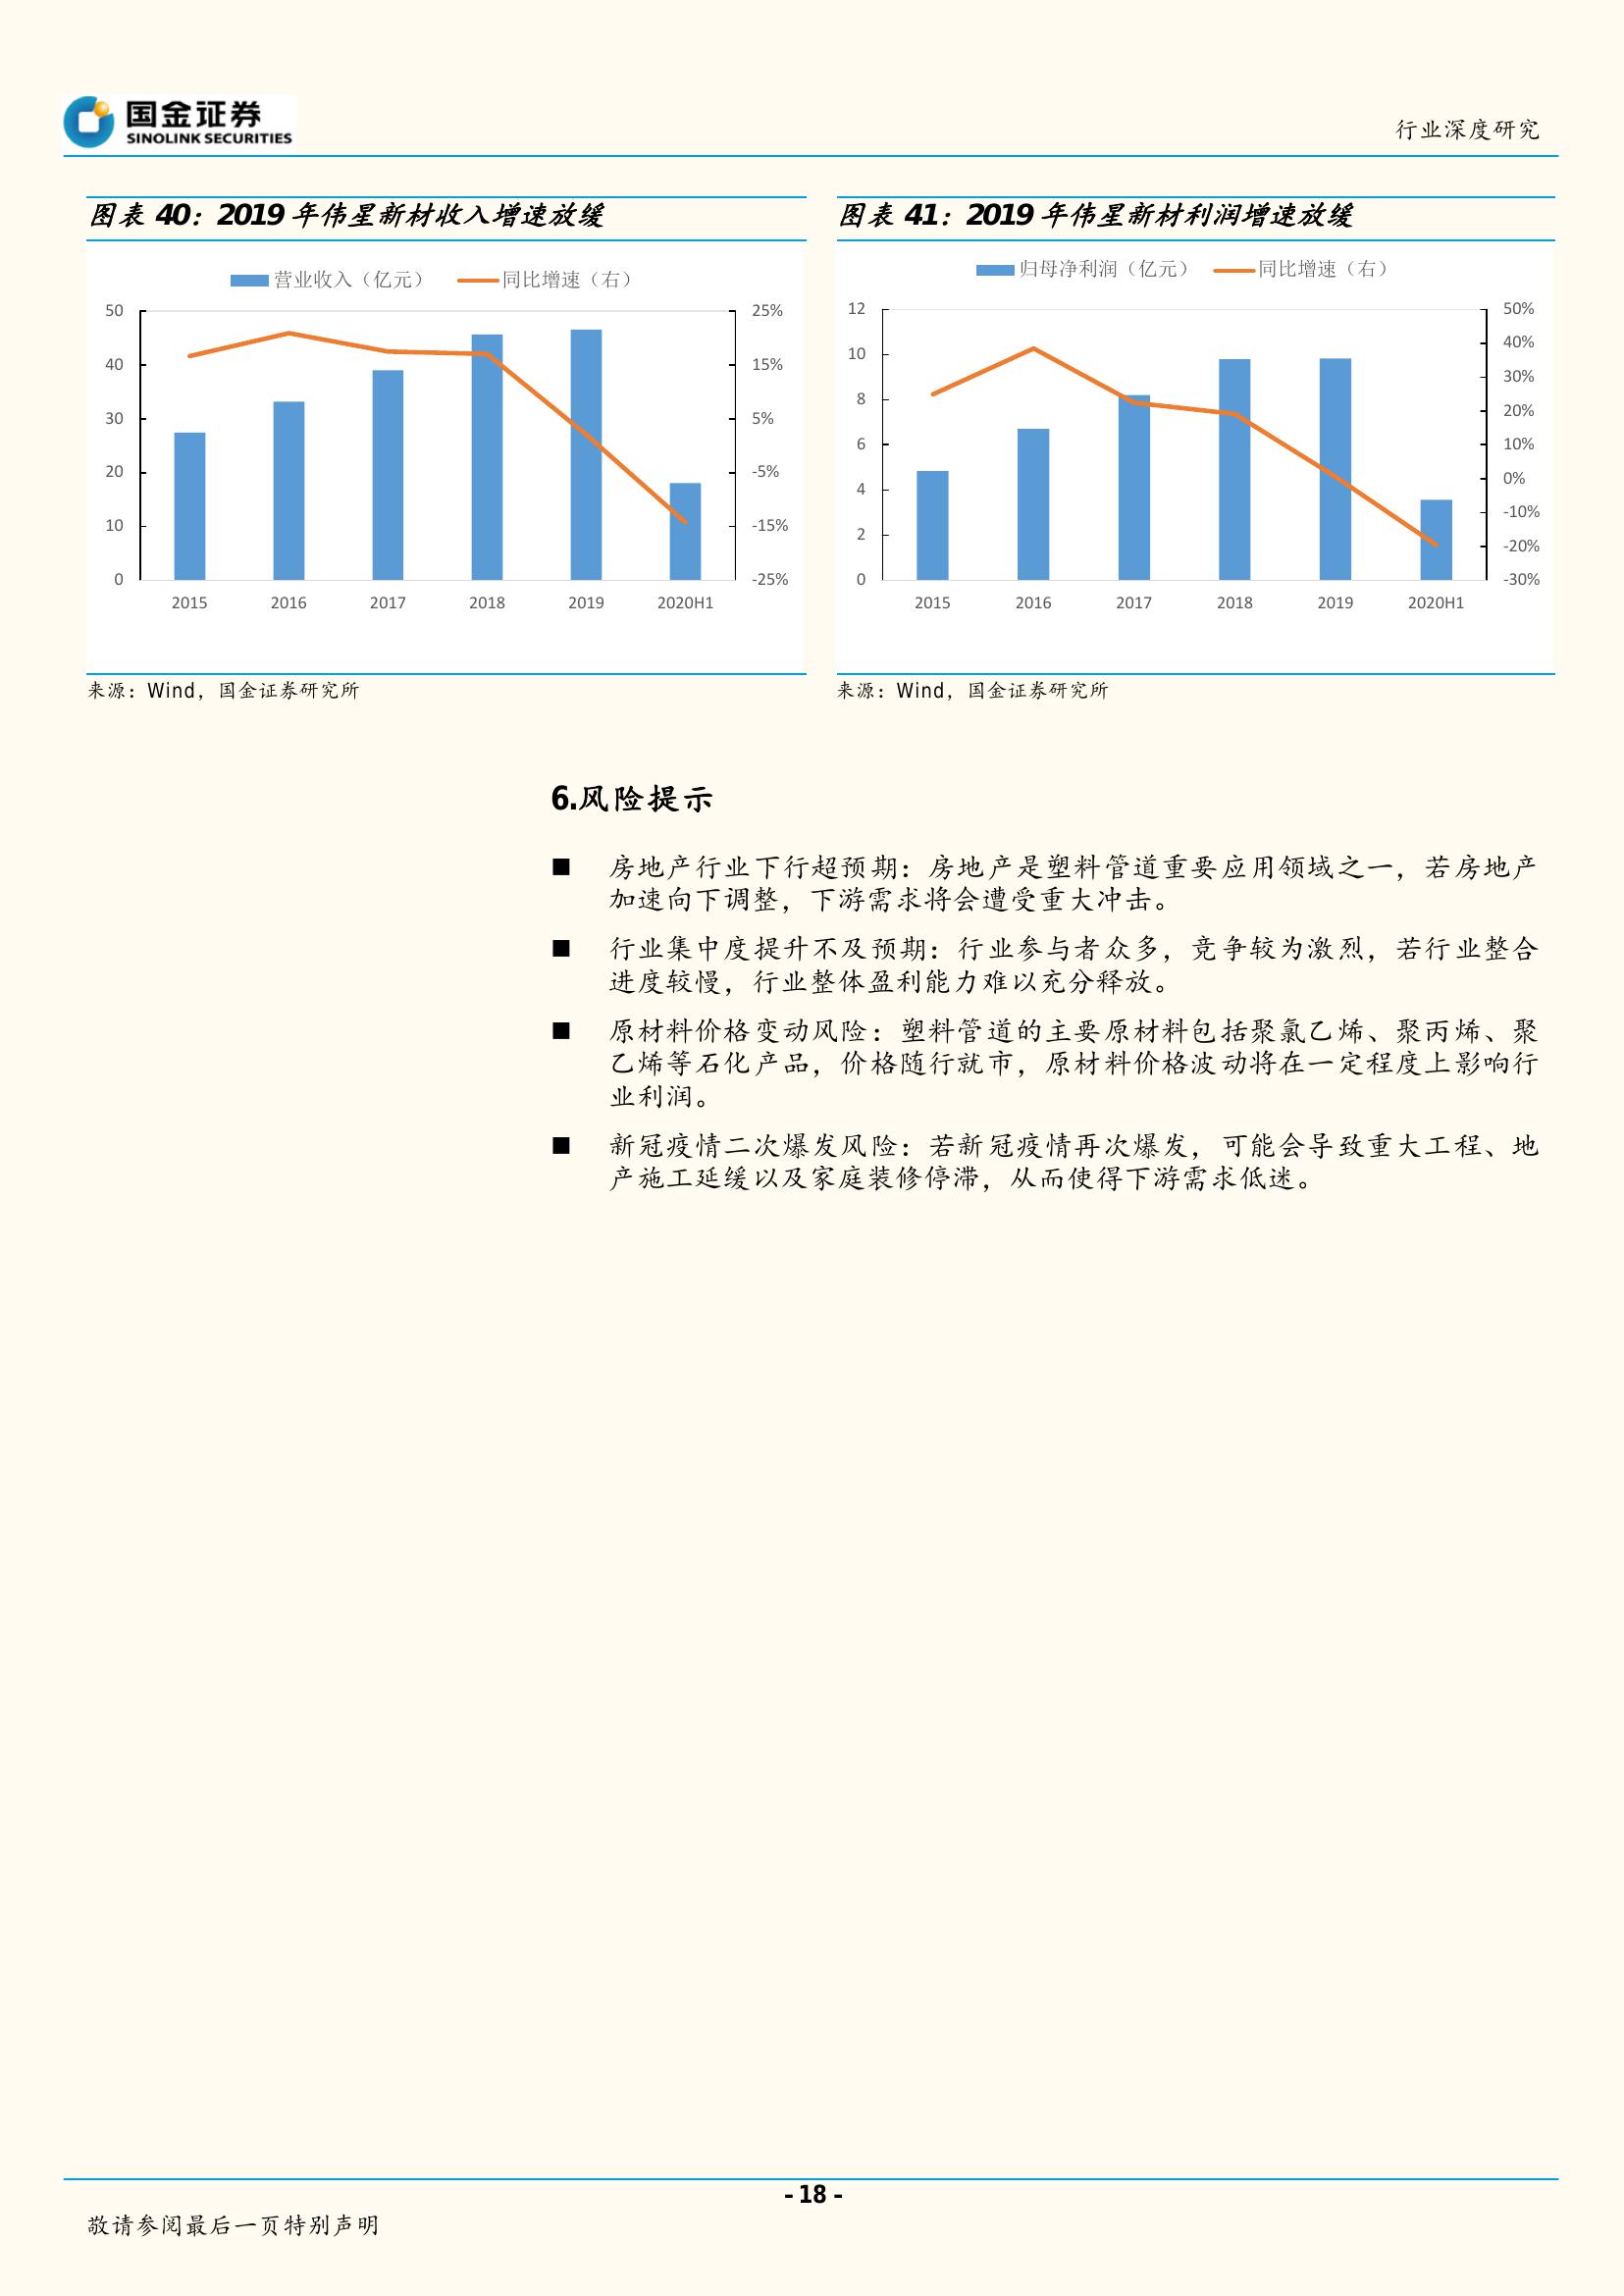 国金证券
SINOLINK SECURITIES
行业深度研究
图表 40：2019 年伟星新材收入增速放缓
营业收入（亿元） 同比增速（右）
50
40
30
20
10
0
25%
15%
5%
-5%
-15%
-25%
2015 2016 2017 2018 2019 2020H1
来源：Wind，国金证券研究所
图表 41：2019 年伟星新材利润增速放缓
归母净利润（亿元） 同比增速（右）
12
10
8
6
4
2
0
50%
40%
30%
20%
10%
0%
-10%
-20%
-30%
2015 2016 2017 2018 2019 2020H1
来源：Wind，国金证券研究所
6.风险提示
■ 房地产行业下行超预期：房地产是塑料管道重要应用领域之一，若房地产
加速向下调整，下游需求将会遭受重大冲击。
■ 行业集中度提升不及预期：行业参与者众多，竞争较为激烈，若行业整合
进度较慢，行业整体盈利能力难以充分释放。
■ 原材料价格变动风险：塑料管道的主要原材料包括聚氯乙烯、聚丙烯、聚
乙烯等石化产品，价格随行就市，原材料价格波动将在一定程度上影响行
业利润。
■ 新冠疫情二次爆发风险：若新冠疫情再次爆发，可能会导致重大工程、地
产施工延缓以及家庭装修停滞，从而使得下游需求低迷。
- 18 -
敬请参阅最后一页特别声明